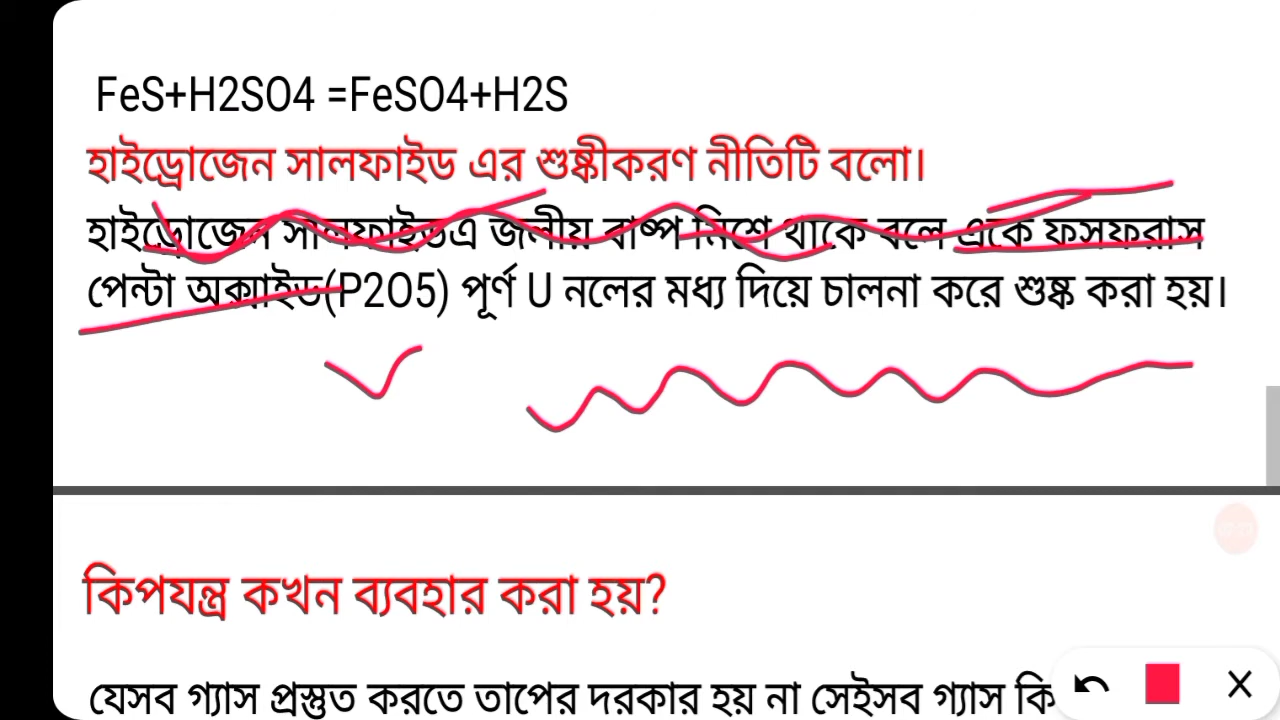 FeS+H2SO4 =FeSO4+H2S
হাইড্রোজেন সালফাইড এর শুষ্কীকরণ নীতিটি বলো।
হাইড্রোজেন সালফাইডএ জলীয় বাষ্প মিশে থাকে বলে একে ফসফরাস
পেন্টা অক্সাইড(P2O5) পূর্ণ U নলের মধ্য দিয়ে চালনা করে শুষ্ক করা হয়।
কিপযন্ত্র কখন ব্যবহার করা হয়?
যেসব গ্যাস প্রস্তুত করতে তাপের দরকার হয় না সেইসব গ্যাস কি